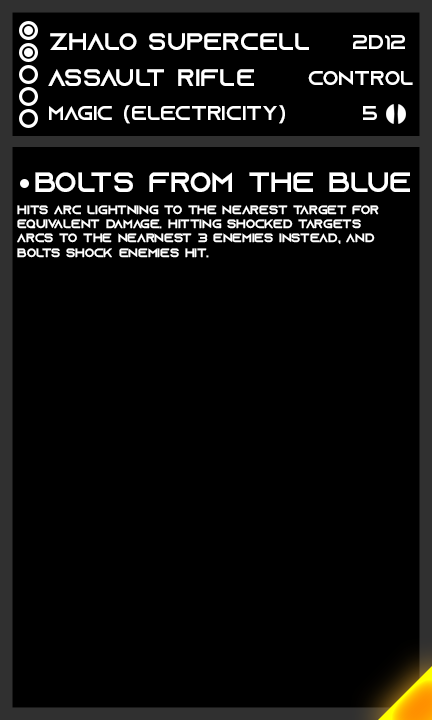 ZHALO SUPERCELL 2D12
ASSAULT RIFLE CONTROL
MAGIC (ELECTRICITY) 5
•BOLTS FROM THE BLUE
HITS ARC LIGHTNING TO THE NEAREST TARGET FOR
EQUIVALENT DAMAGE. HITTING SHOCKED TARGETS
ARCS TO THE NEARNEST 3 ENEMIES INSTEAD, AND
BOLTS SHOCK ENEMIES HIT.